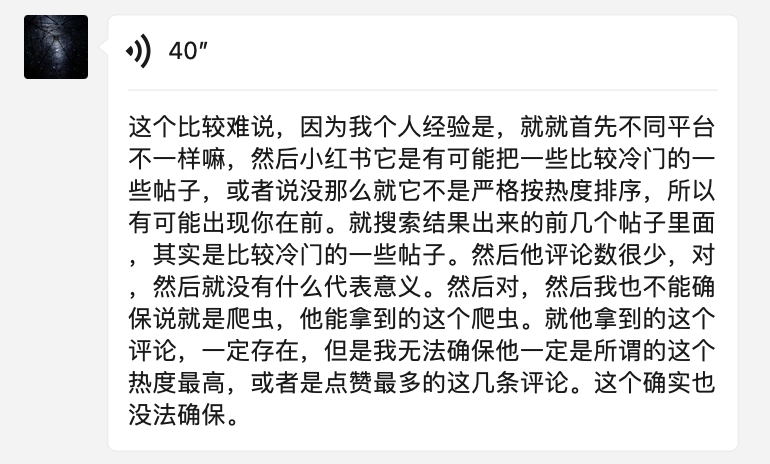 40″
这个比较难说，因为我个人经验是，就就首先不同平台
不一样嘛，然后小红书它是有可能把一些比较冷门的一
些帖子，或者说没那么就它不是严格按热度排序，所以
有可能出现你在前。就搜索结果出来的前几个帖子里面
，其实是比较冷门的一些帖子。然后他评论数很少，对
，然后就没有什么代表意义。然后对，然后我也不能确
保说就是爬虫，他能拿到的这个爬虫。就他拿到的这个
评论，一定存在，但是我无法确保他一定是所谓的这个
热度最高，或者是点赞最多的这几条评论。这个确实也
没法确保。